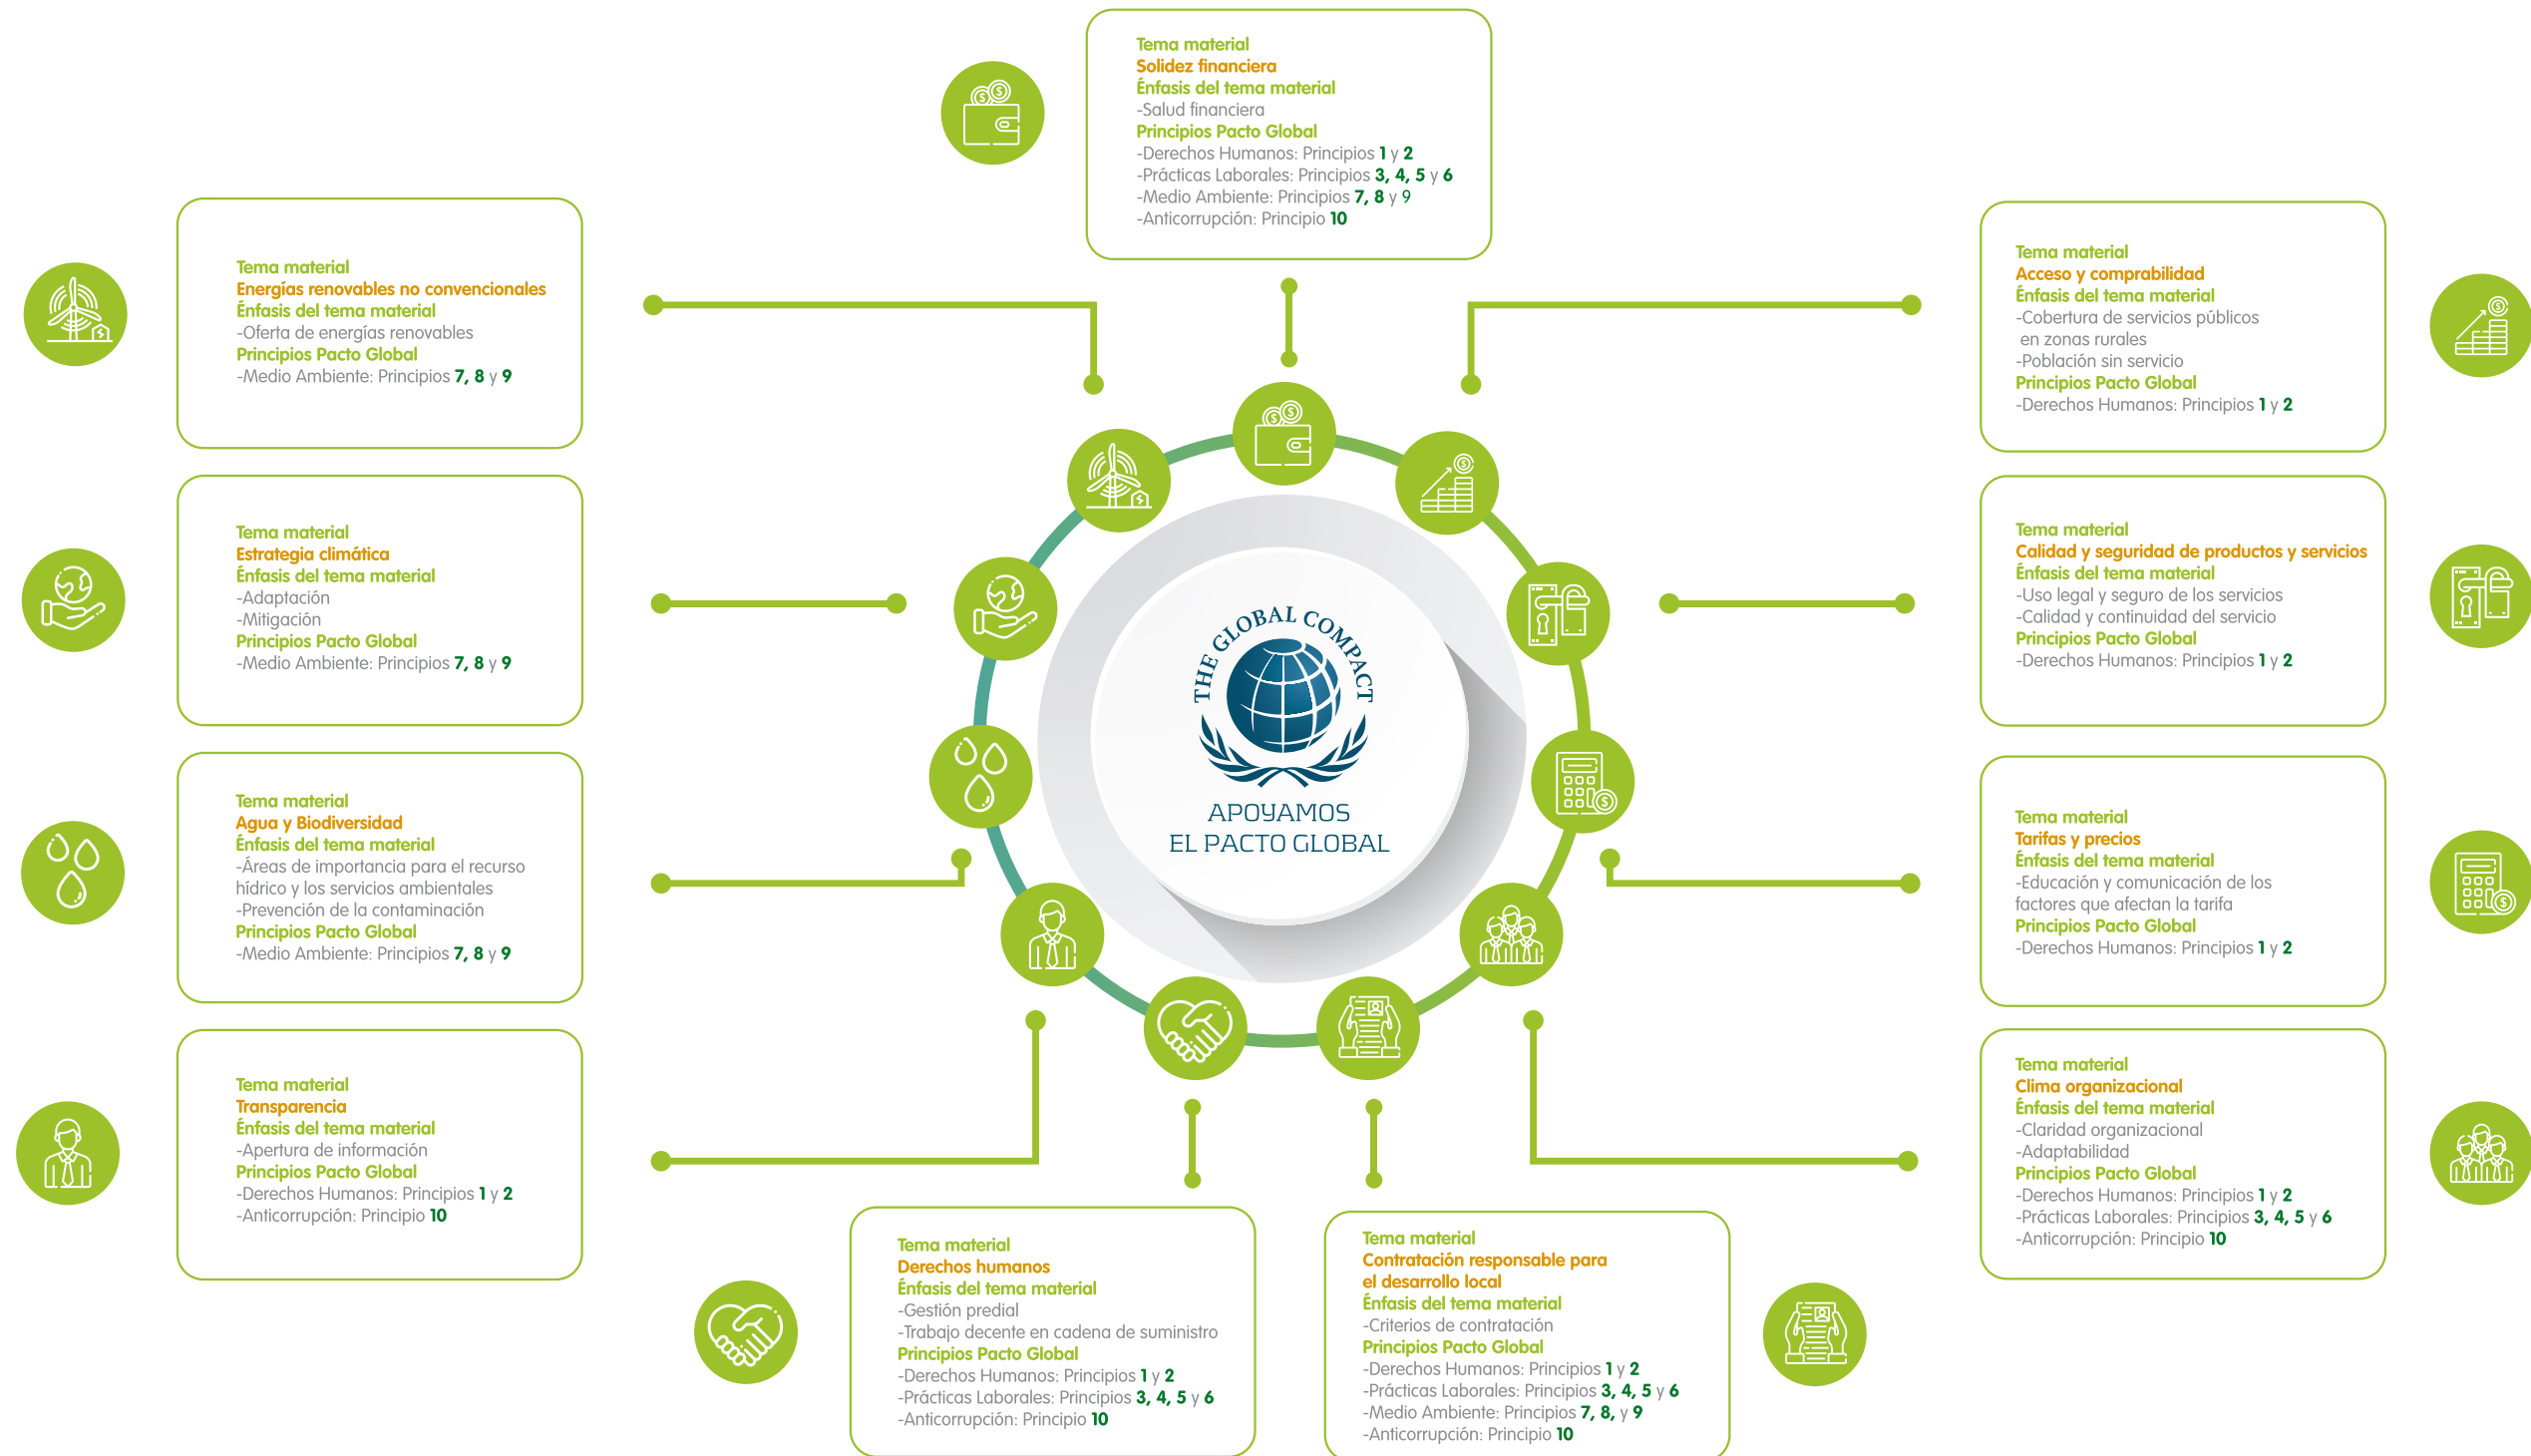 Tema material
Solidez financiera
Énfasis del tema material
-Salud financiera
Principios Pacto Global
-Derechos Humanos: Principios 1 y 2
-Prácticas Laborales: Principios 3, 4, 5 y 6
-Medio Ambiente: Principios 7, 8 y 9
-Anticorrupción: Principio 10
Tema material
Energías renovables no convencionales
Énfasis del tema material
-Oferta de energías renovables
Principios Pacto Global
-Medio Ambiente: Principios 7, 8 y 9
Tema material
Estrategia climática
Énfasis del tema material
-Adaptación
-Mitigación
Principios Pacto Global
-Medio Ambiente: Principios 7, 8 y 9
Tema material
Agua y Biodiversidad
Énfasis del tema material
-Áreas de importancia para el recurso
hídrico y los servicios ambientales
-Prevención de la contaminación
Principios Pacto Global
-Medio Ambiente: Principios 7, 8 y 9
Tema material
Transparencia
Énfasis del tema material
-Apertura de información
Principios Pacto Global
-Derechos Humanos: Principios 1 y 2
-Anticorrupción: Principio 10
THE GLOBAL COMPACT
APOYAMOS
EL PACTO GLOBAL
Tema material
Acceso y comprabilidad
Énfasis del tema material
-Cobertura de servicios públicos
en zonas rurales
-Población sin servicio
Principios Pacto Global
-Derechos Humanos: Principios 1 y 2
Tema material
Calidad y seguridad de productos y servicios
Énfasis del tema material
-Uso legal y seguro de los servicios
-Calidad y continuidad del servicio
Principios Pacto Global
-Derechos Humanos: Principios 1 y 2
Tema material
Tarifas y precios
Énfasis del tema material
-Educación y comunicación de los
factores que afectan la tarifa
Principios Pacto Global
-Derechos Humanos: Principios 1 y 2
Tema material
Clima organizacional
Énfasis del tema material
-Claridad organizacional
-Adaptabilidad
Principios Pacto Global
-Derechos Humanos: Principios 1 y 2
-Prácticas Laborales: Principios 3, 4, 5 y 6
-Anticorrupción: Principio 10
Tema material
Derechos humanos
Énfasis del tema material
-Gestión predial
-Trabajo decente en cadena de suministro
Principios Pacto Global
-Derechos Humanos: Principios 1 y 2
-Prácticas Laborales: Principios 3, 4, 5 y 6
-Anticorrupción: Principio 10
Tema material
Contratación responsable para
el desarrollo local
Énfasis del tema material
-Criterios de contratación
Principios Pacto Global
-Derechos Humanos: Principios 1 y 2
-Prácticas Laborales: Principios 3, 4, 5 y 6
-Medio Ambiente: Principios 7, 8, y 9
-Anticorrupción: Principio 10